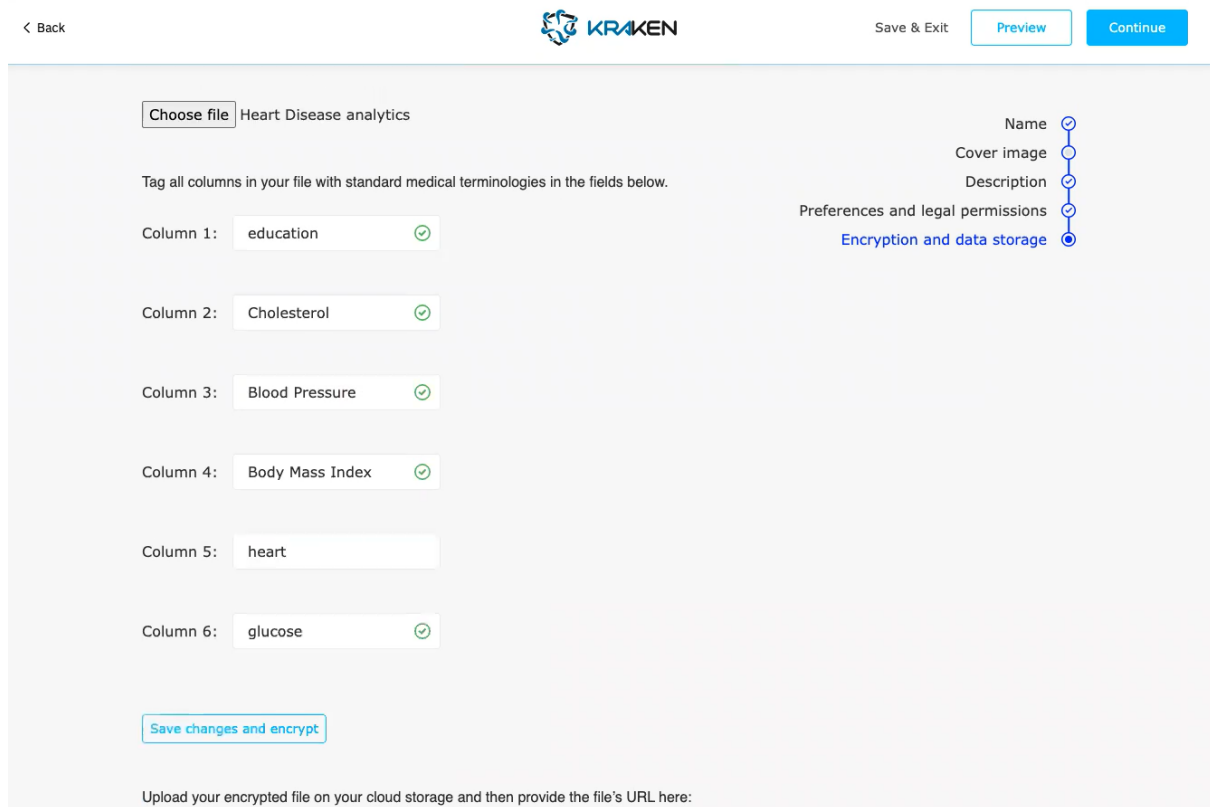 Back
KRAKEN
Save & Exit
Preview
Continue
Choose file Heart Disease analytics
Name
Cover image
Description
Preferences and legal permissions
Encryption and data storage
Tag all columns in your file with standard medical terminologies in the fields below.
Column 1: education
Column 2: Cholesterol
Column 3: Blood Pressure
Column 4: Body Mass Index
Column 5: heart
Column 6: glucose
Save changes and encrypt
Upload your encrypted file on your cloud storage and then provide the file's URL here: